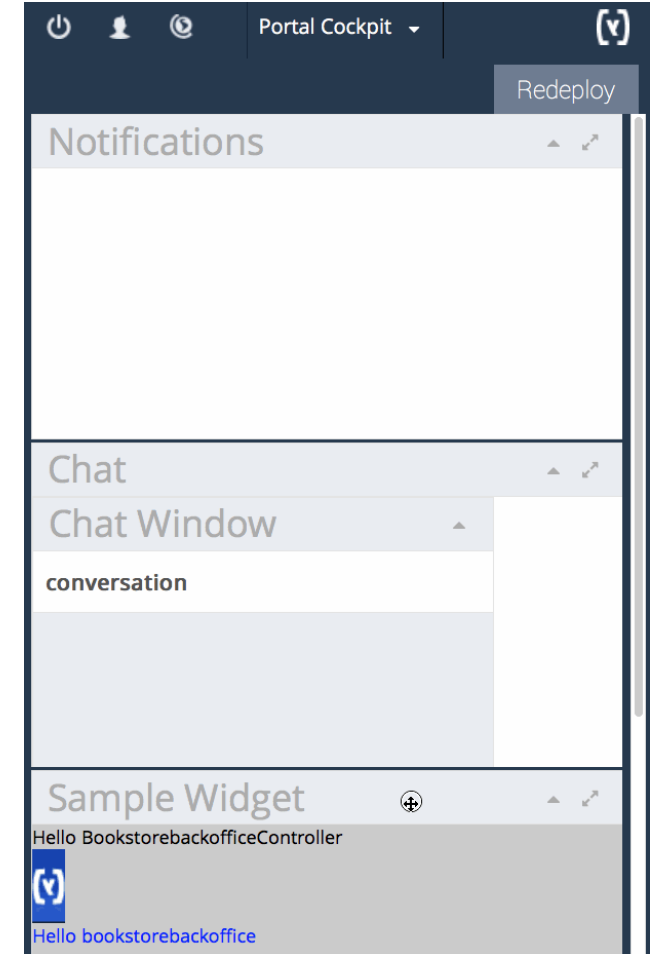 Portal Cockpit
Redeploy
Notifications
Chat
Chat Window
conversation
Sample Widget
Hello BookstorebackofficeController
Hello bookstorebackoffice